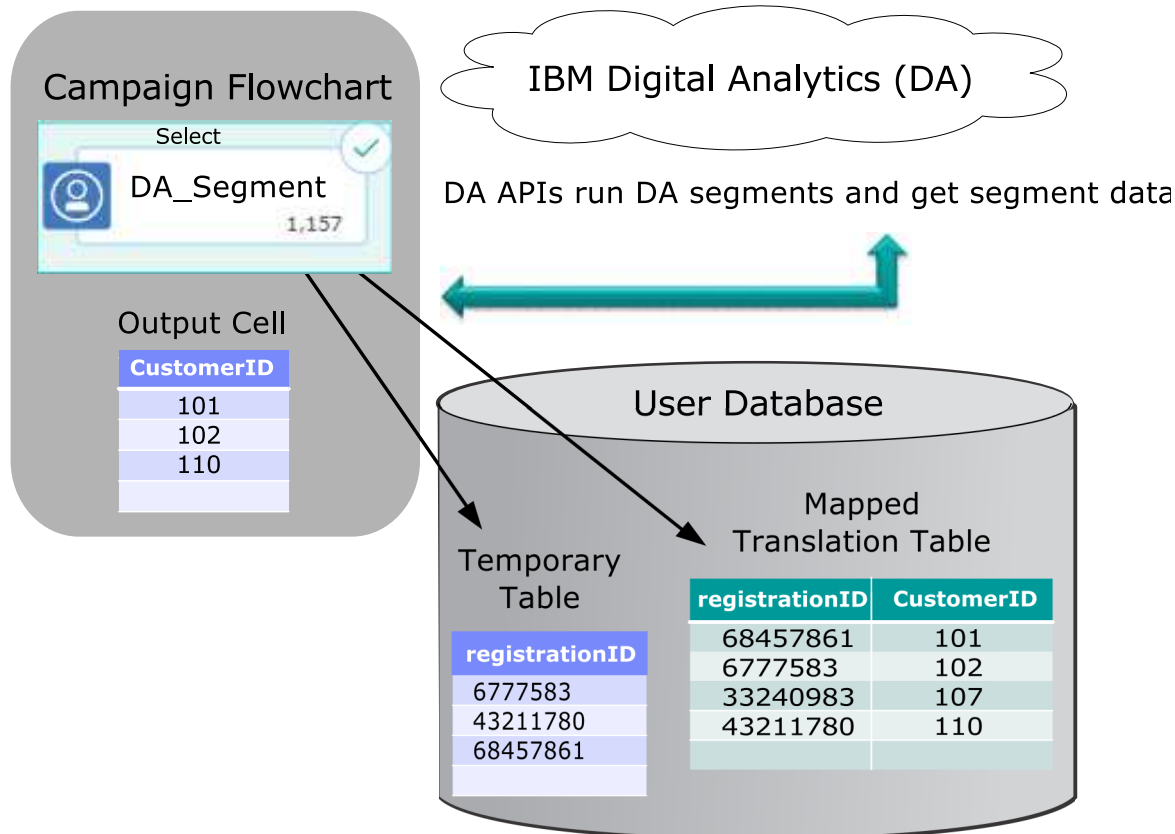 Campaign Flowchart
Select
DA_Segment
1,157
Output Cell
CustomerID
101
102
110
IBM Digital Analytics (DA)
DA APIs run DA segments and get segment data
User Database
Temporary
Table
registrationID
6777583
43211780
68457861
Mapped
Translation Table
registrationID CustomerID
68457861 101
6777583 102
33240983 107
43211780 110